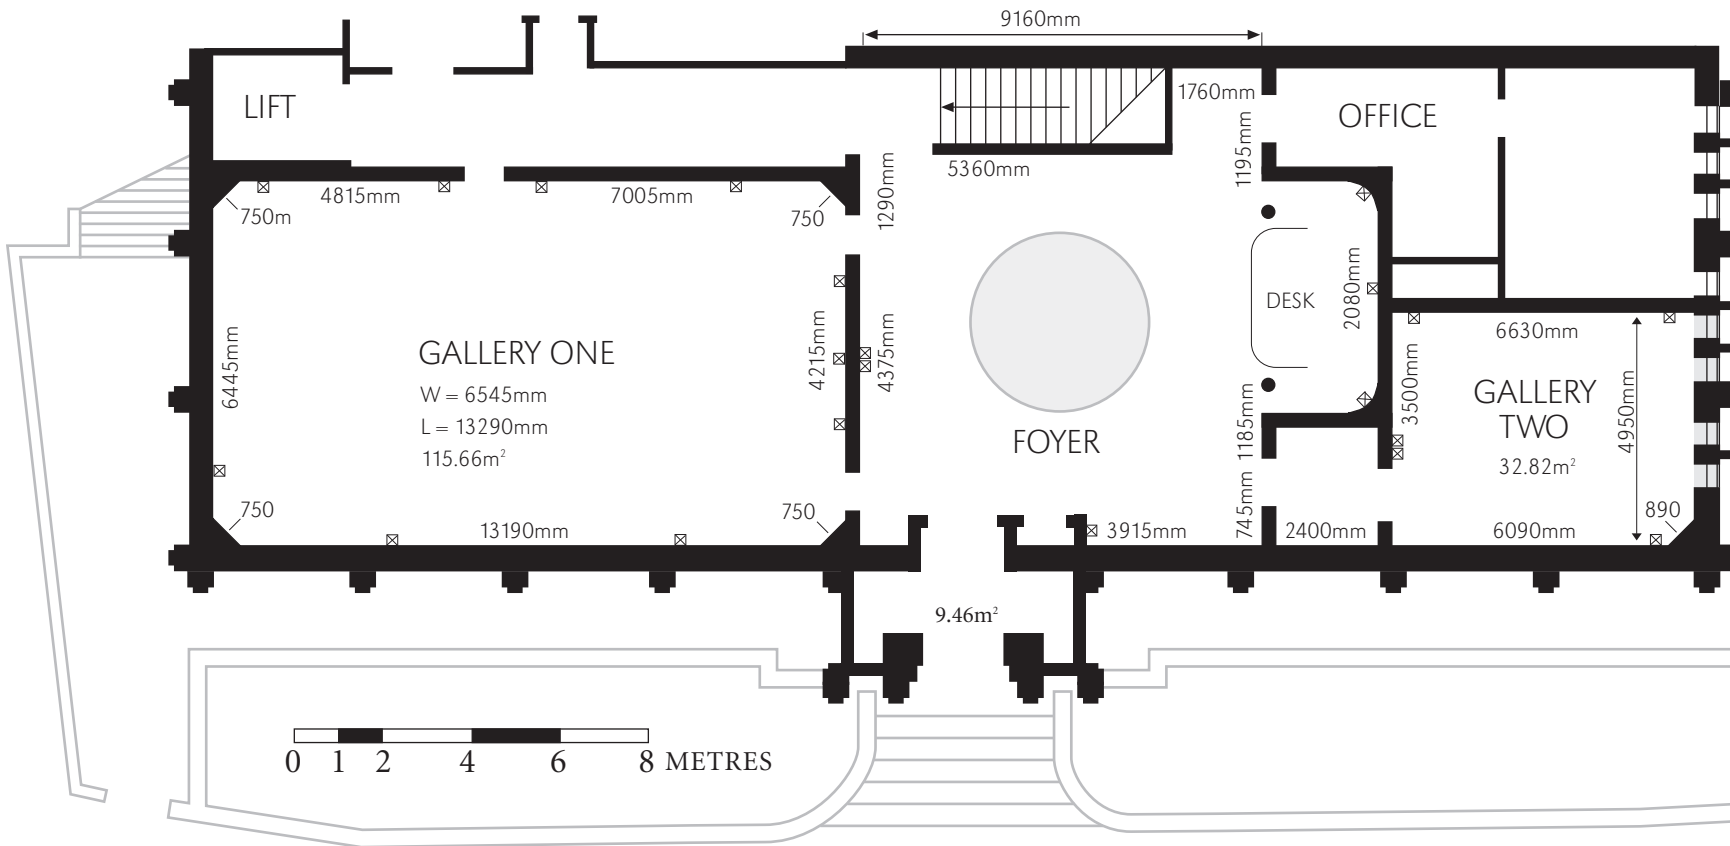 9160mm
LIFT
1760mm
OFFICE
1195mm
5360mm
4815mm
7005mm
1290mm
750m
750
2080mm
DESK
6630mm
6445mm
GALLERY ONE
W = 6545mm
L = 13290mm
115.66m²
4215mm
4375mm
3500mm
GALLERY
TWO
32.82m²
4950mm
FOYER
1185mm
750
13190mm
750
745mm
3915mm
2400mm
6090mm
890
9.46m²
0 1 2 4 6 8 METRES